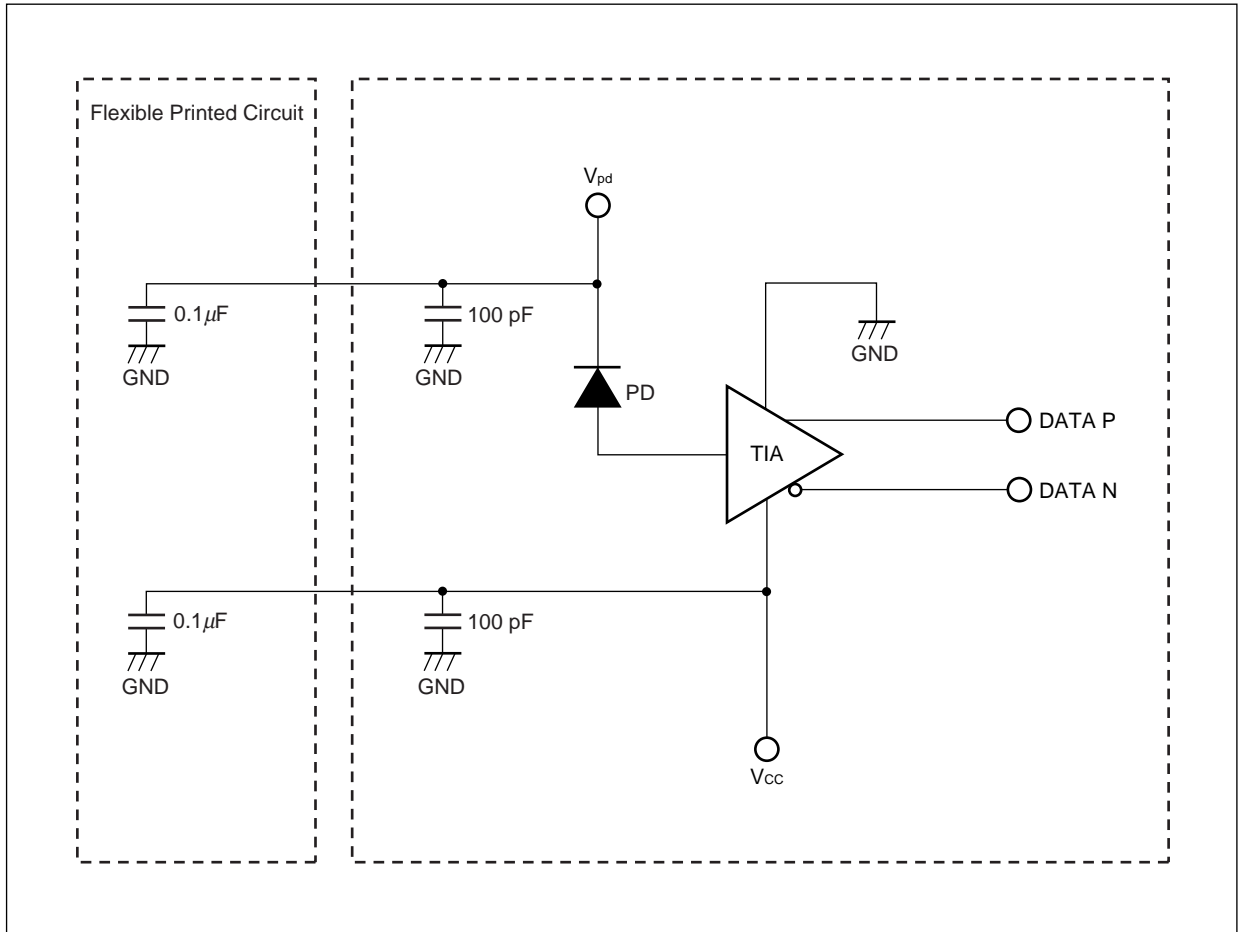 Flexible Printed Circuit
Vpd
0.1μF
100 pF
GND
GND
GND
PD
TIA
DATA P
DATA N
0.1μF
100 pF
GND
GND
VCC